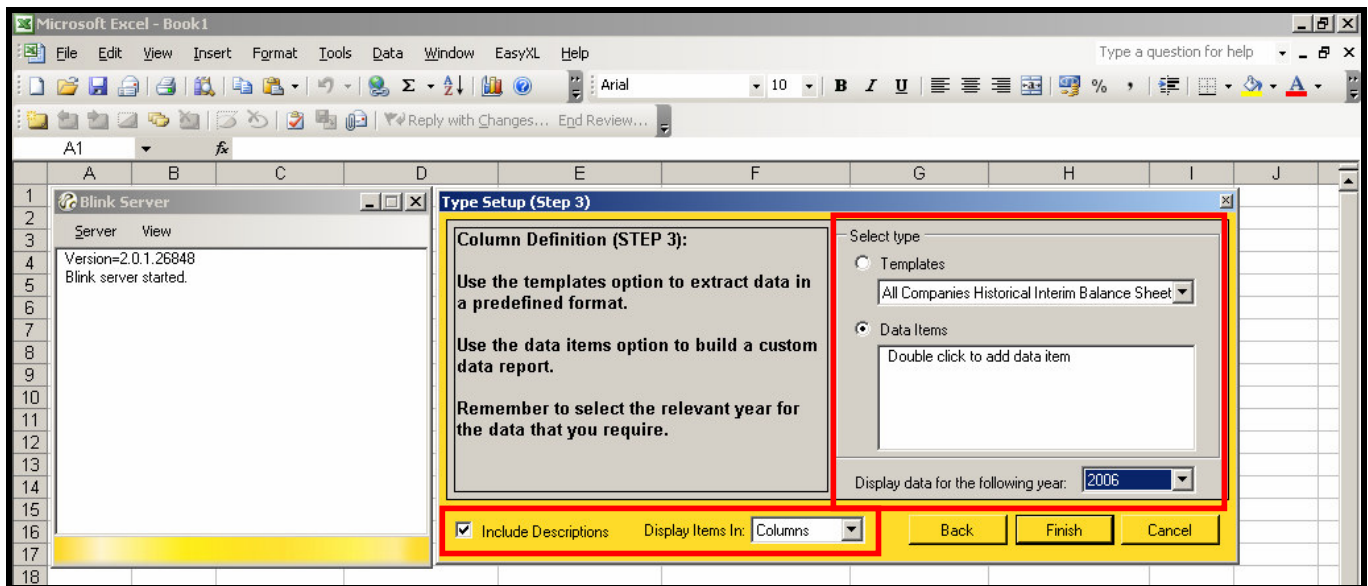 Microsoft Excel - Book1
File Edit View Insert Format Tools Data Window EasyXL Help Type a question for help
Arial 10 B I U % , A
Reply with Changes... End Review...
A1 fx
A B C D E F G H I J
1
2
3
4
5
6
7
8
9
10
11
12
13
14
15
16
17
18
Blink Server
Server View
Version=2.0.1.26848
Blink server started.
Type Setup (Step 3)
Column Definition (STEP 3):
Use the templates option to extract data in
a predefined format.
Use the data items option to build a custom
data report.
Remember to select the relevant year for
the data that you require.
Select type
Templates
All Companies Historical Interim Balance Sheet
Data Items
Double click to add data item
Display data for the following year: 2006
Include Descriptions Display Items In: Columns
Back Finish Cancel